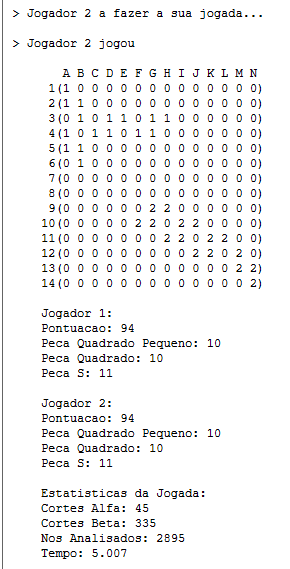 > Jogador 2 a fazer a sua jogada...
> Jogador 2 jogou
A B C D E F G H I J K L M N
1(1 0 0 0 0 0 0 0 0 0 0 0 0 0)
2(1 1 0 0 0 0 0 0 0 0 0 0 0 0)
3(0 1 0 1 1 0 1 1 0 0 0 0 0 0)
4(1 0 1 1 0 1 1 0 0 0 0 0 0 0)
5(1 1 0 0 0 0 0 0 0 0 0 0 0 0)
6(0 1 0 0 0 0 0 0 0 0 0 0 0 0)
7(0 0 0 0 0 0 0 0 0 0 0 0 0 0)
8(0 0 0 0 0 0 0 0 0 0 0 0 0 0)
9(0 0 0 0 0 0 2 2 0 0 0 0 0 0)
10(0 0 0 0 0 2 2 0 2 2 0 0 0 0)
11(0 0 0 0 0 0 0 2 2 0 2 2 0 0)
12(0 0 0 0 0 0 0 0 0 2 2 0 2 0)
13(0 0 0 0 0 0 0 0 0 0 0 0 2 2)
14(0 0 0 0 0 0 0 0 0 0 0 0 0 2)
Jogador 1:
Pontuacao: 94
Peca Quadrado Pequeno: 10
Peca Quadrado: 10
Peca S: 11
Jogador 2:
Pontuacao: 94
Peca Quadrado Pequeno: 10
Peca Quadrado: 10
Peca S: 11
Estatisticas da Jogada:
Cortes Alfa: 45
Cortes Beta: 335
Nos Analisados: 2895
Tempo: 5.007